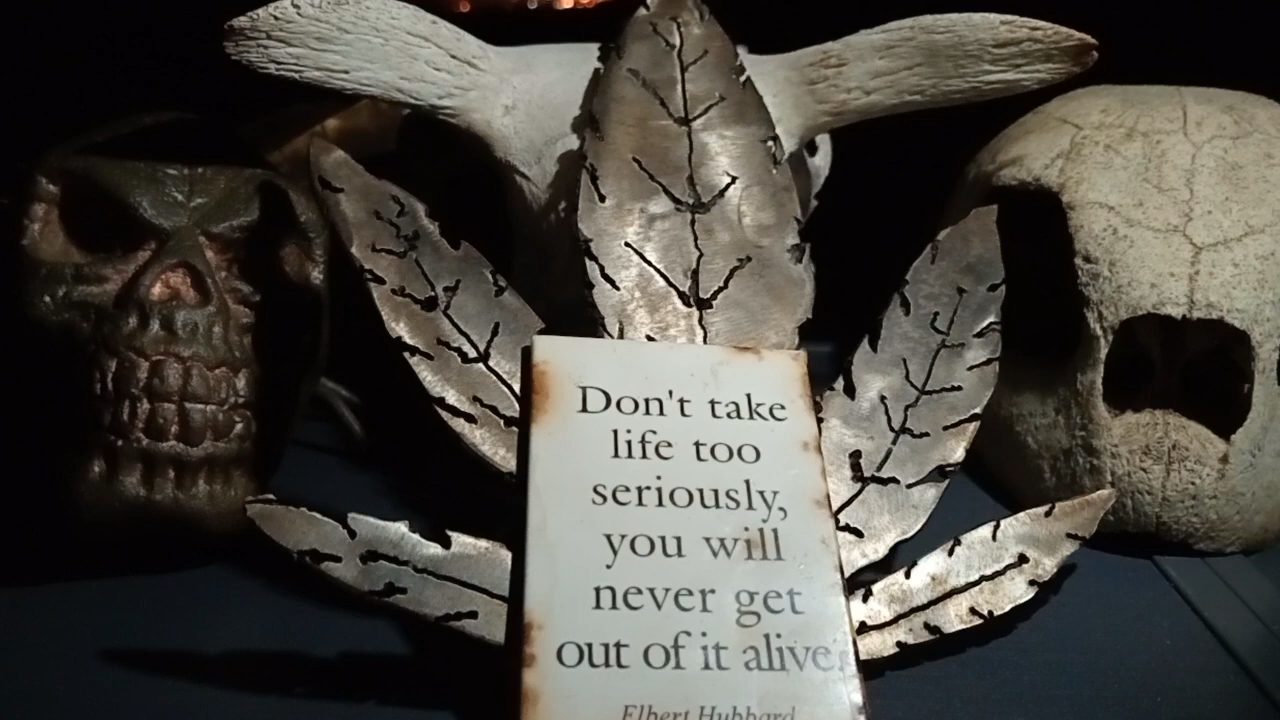 Don't take
life too
seriously,
you will
never get
out of it alive.
Elbert Hubbard